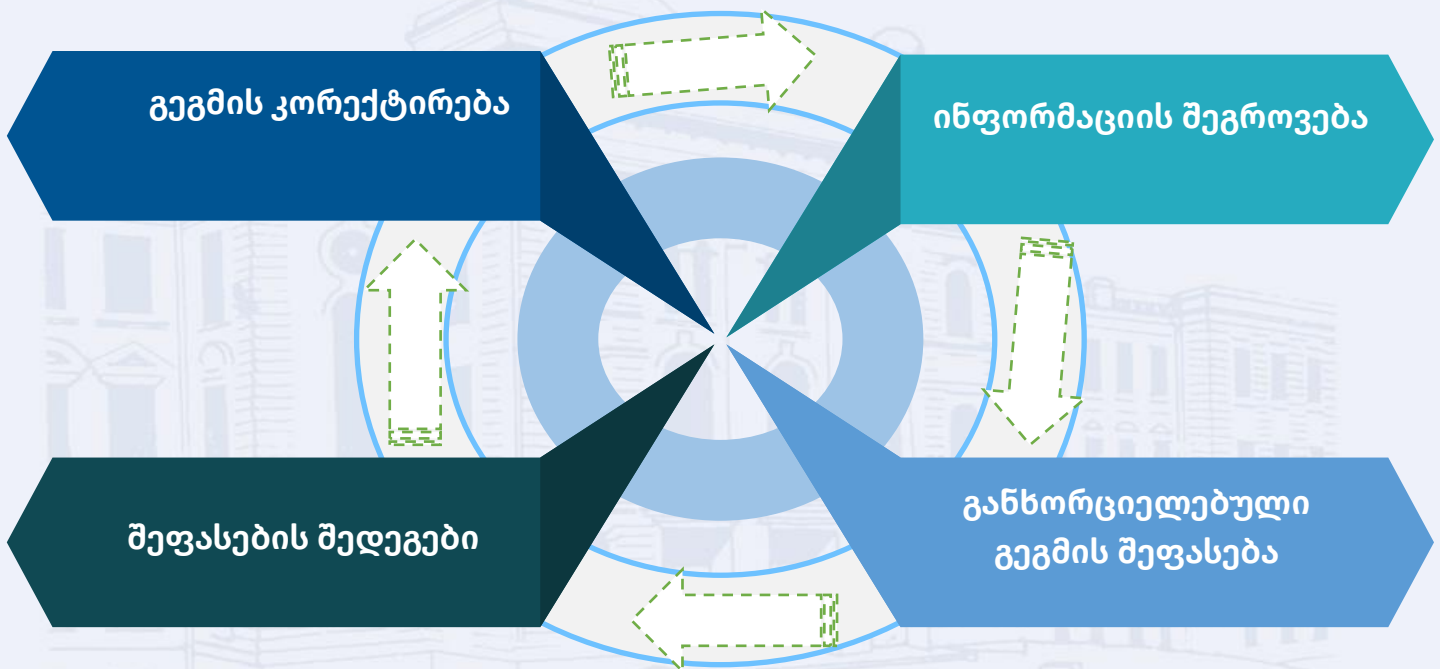 გეგმის კორექტირება
ინფორმაციის შეგროვება
განხორციელებული
გეგმის შეფასება
შეფასების შედეგები